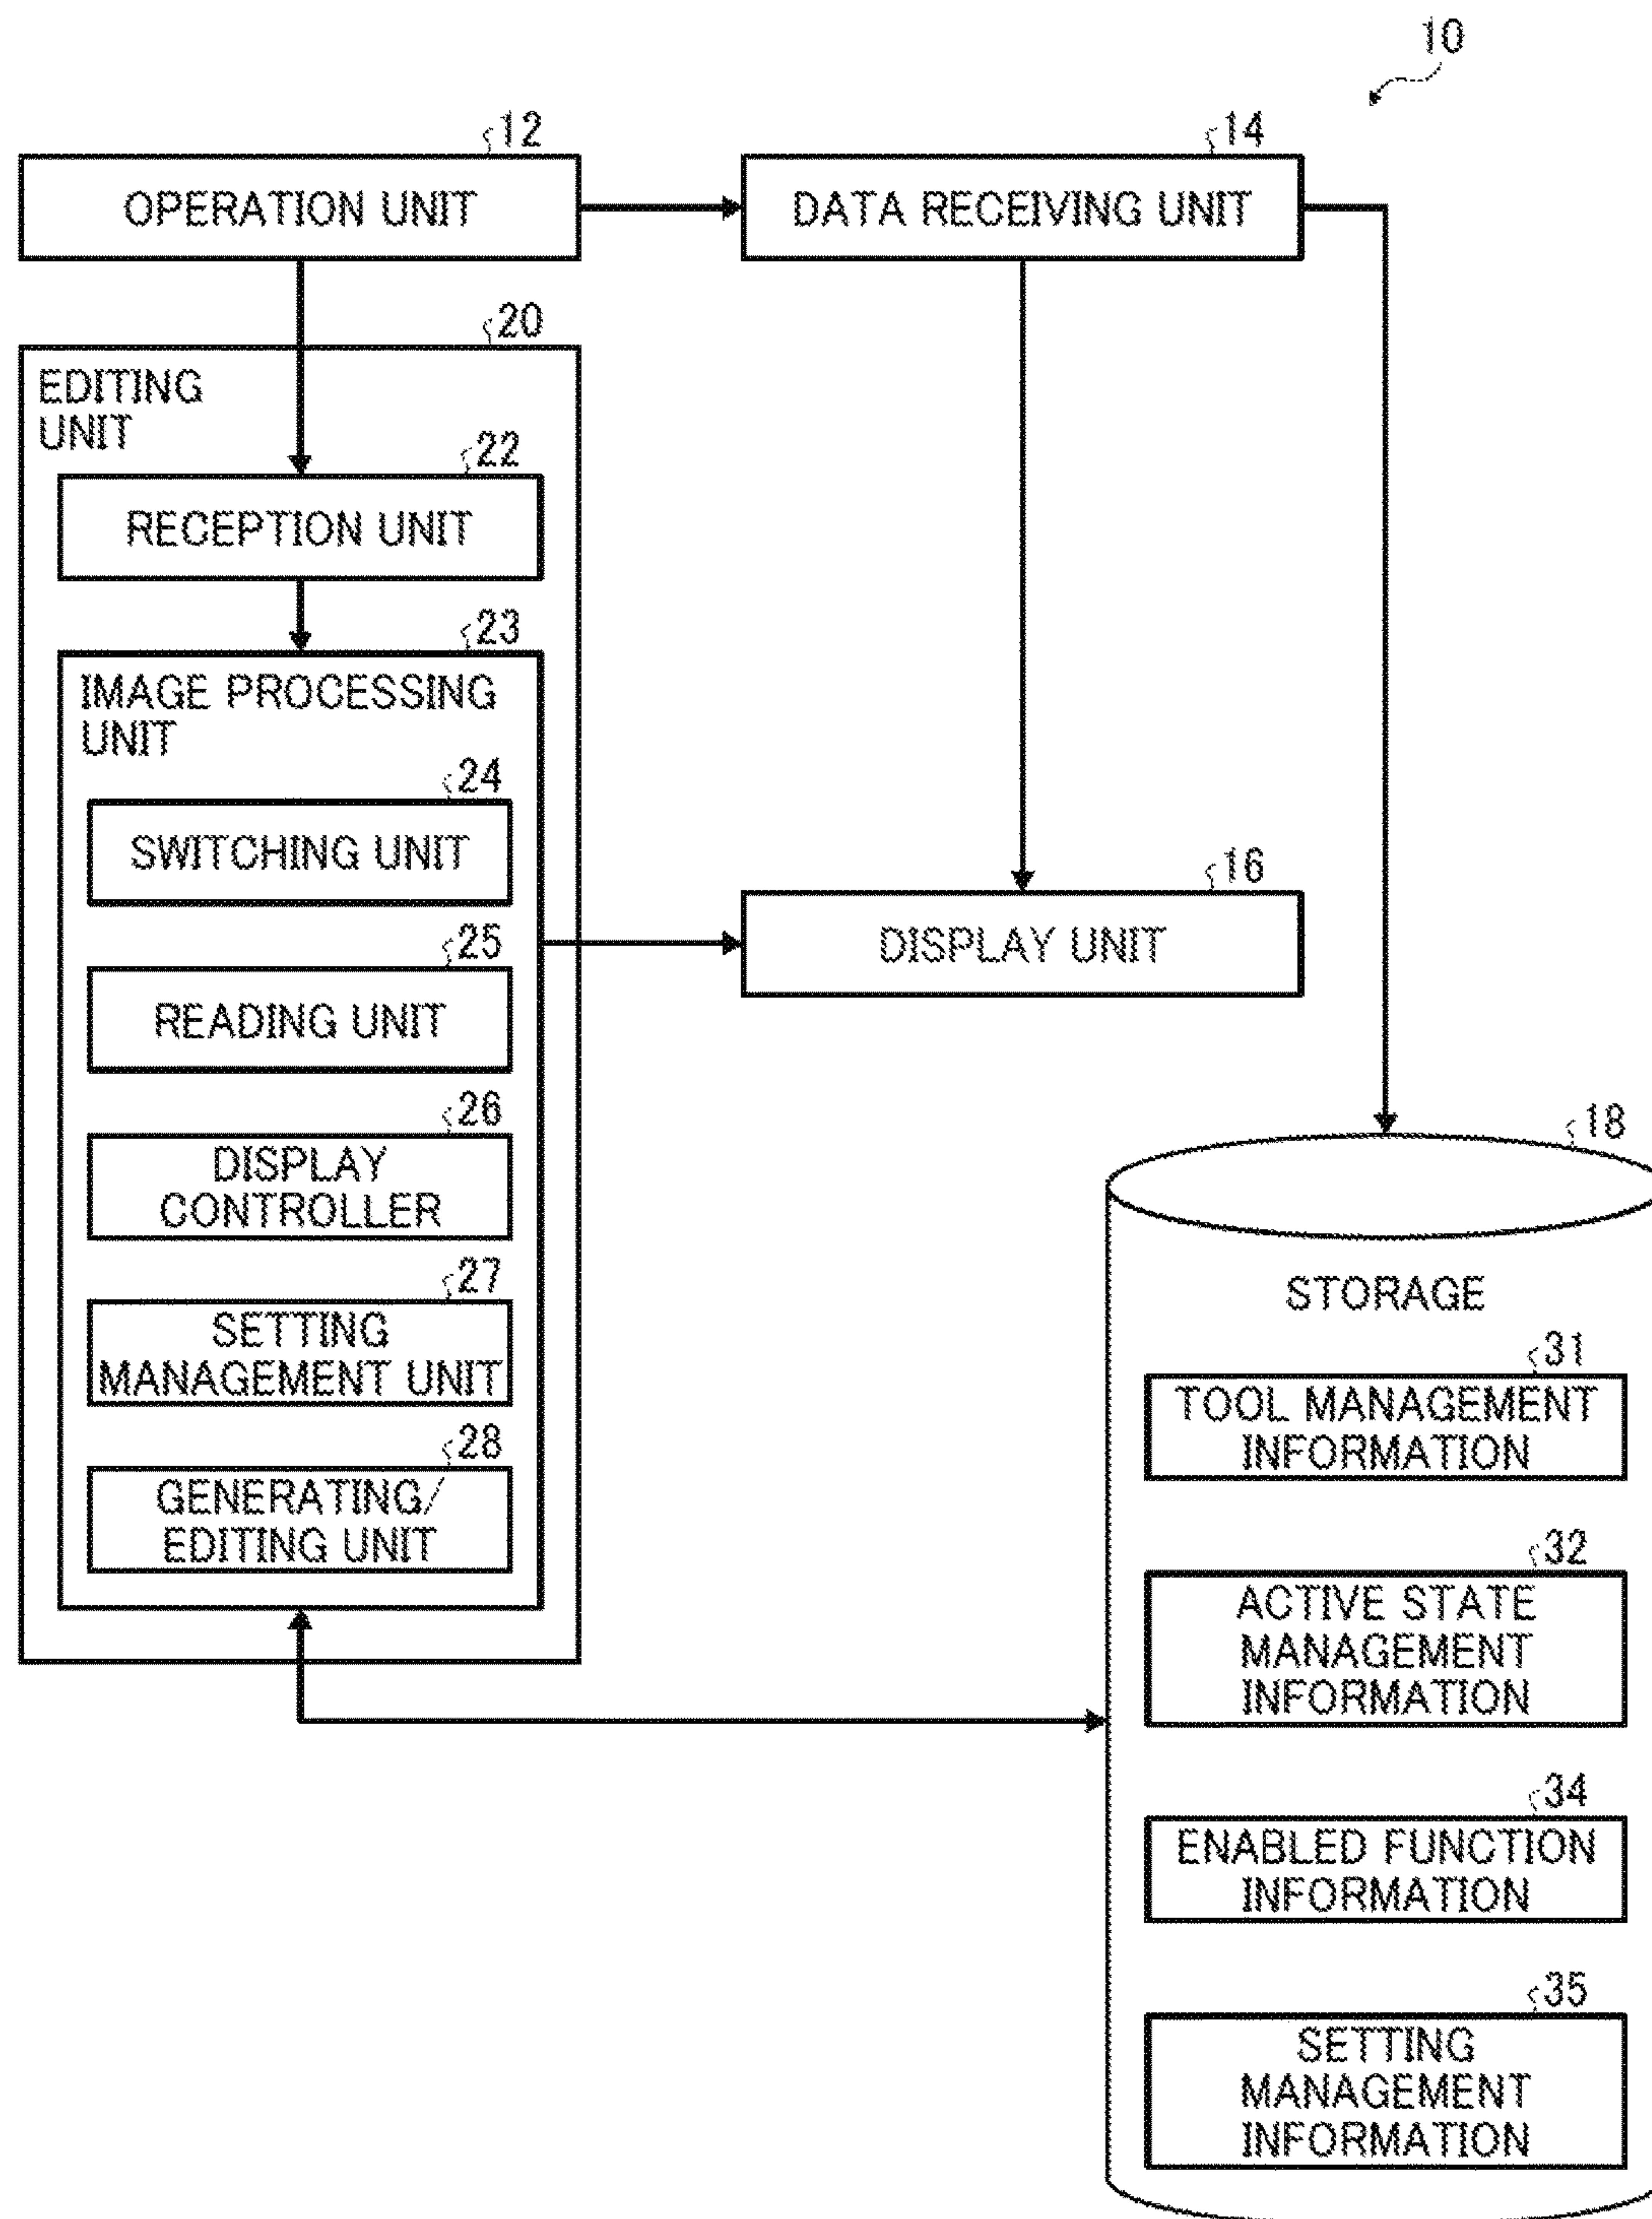 10
12
OPERATION UNIT
14
DATA RECEIVING UNIT
20
EDITING
UNIT
22
RECEPTION UNIT
23
IMAGE PROCESSING
UNIT
24
SWITCHING UNIT
25
READING UNIT
26
DISPLAY
CONTROLLER
27
SETTING
MANAGEMENT UNIT
28
GENERATING/
EDITING UNIT
16
DISPLAY UNIT
18
STORAGE
31
TOOL MANAGEMENT
INFORMATION
32
ACTIVE STATE
MANAGEMENT
INFORMATION
34
ENABLED FUNCTION
INFORMATION
35
SETTING
MANAGEMENT
INFORMATION